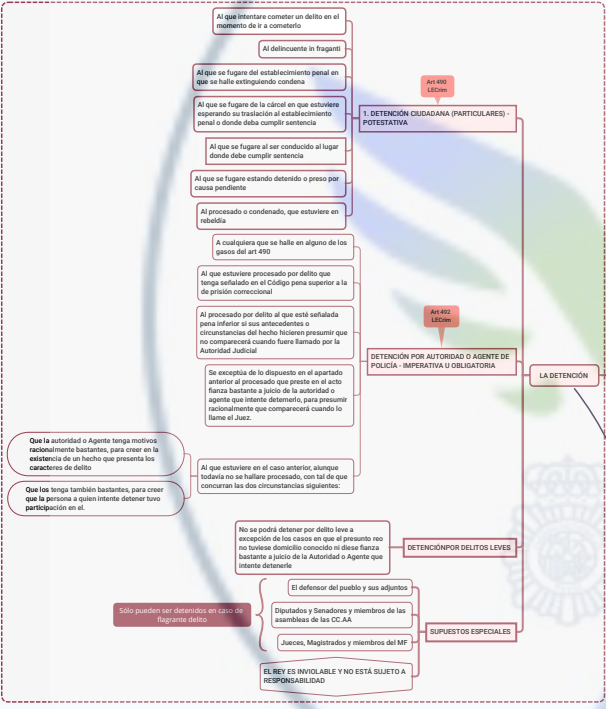 Al que intentare cometer un delito en el
momento de ir a cometerlo
Al delincuente in fraganti
Al que se fugare del establecimiento penal en
que se halle extinguiendo condena
Al que se fugare de la cárcel en que estuviere
esperando su traslación al establecimiento
penal o donde deba cumplir sentencia
Al que se fugare al ser conducido al lugar
donde debe cumplir sentencia
Al que se fugare estando detenido o preso por
causa pendiente
Al procesado o condenado, que estuviere en
rebeldía
Art 490
LECrim
1. DETENCIÓN CIUDADANA (PARTICULARES) -
POTESTATIVA
A cualquiera que se halle en alguno de los
gasos del art 490
Al que estuviere procesado por delito que
tenga señalado en el Código pena superior a la
de prisión correccional
Al procesado por delito al que esté señalada
pena inferior si sus antecedentes o
circunstancias del hecho hicieren presumir que
no comparecerá cuando fuere llamado por la
Autoridad Judicial
Se exceptúa de lo dispuesto en el apartado
anterior al procesado que preste en el acto
fianza bastante a juicio de la autoridad o
agente que intente detenerlo, para presumir
racionalmente que comparecerá cuando lo
llame el Juez.
Al que estuviere en el caso anterior, aiunque
todavía no se hallare procesado, con tal de que
concurran las dos circunstancias siguientes:
Que la autoridad o Agente tenga motivos
racionalmente bastantes, para creer en la
existencia de un hecho que presenta los
caracteres de delito
Que los tenga también bastantes, para creer
que la persona a quien intente detener tuvo
participación en el.
Art 492
LECrim
DETENCIÓN POR AUTORIDAD O AGENTE DE
POLICÍA - IMPERATIVA U OBLIGATORIA
LA DETENCIÓN
No se podrá detener por delito leve a
excepción de los casos en que el presunto reo
no tuviese domicilio conocido ni diese fianza
bastante a juicio de la Autoridad o Agente que
intente detenerle
DETENCIÓNPOR DELITOS LEVES
El defensor del pueblo y sus adjuntos
Diputados y Senadores y miembros de las
asambleas de las CC.AA
Jueces, Magistrados y miembros del MF
Sólo pueden ser detenidos en caso de
flagrante delito
EL REY ES INVIOLABLE Y NO ESTÁ SUJETO A
RESPONSABILIDAD
SUPUESTOS ESPECIALES